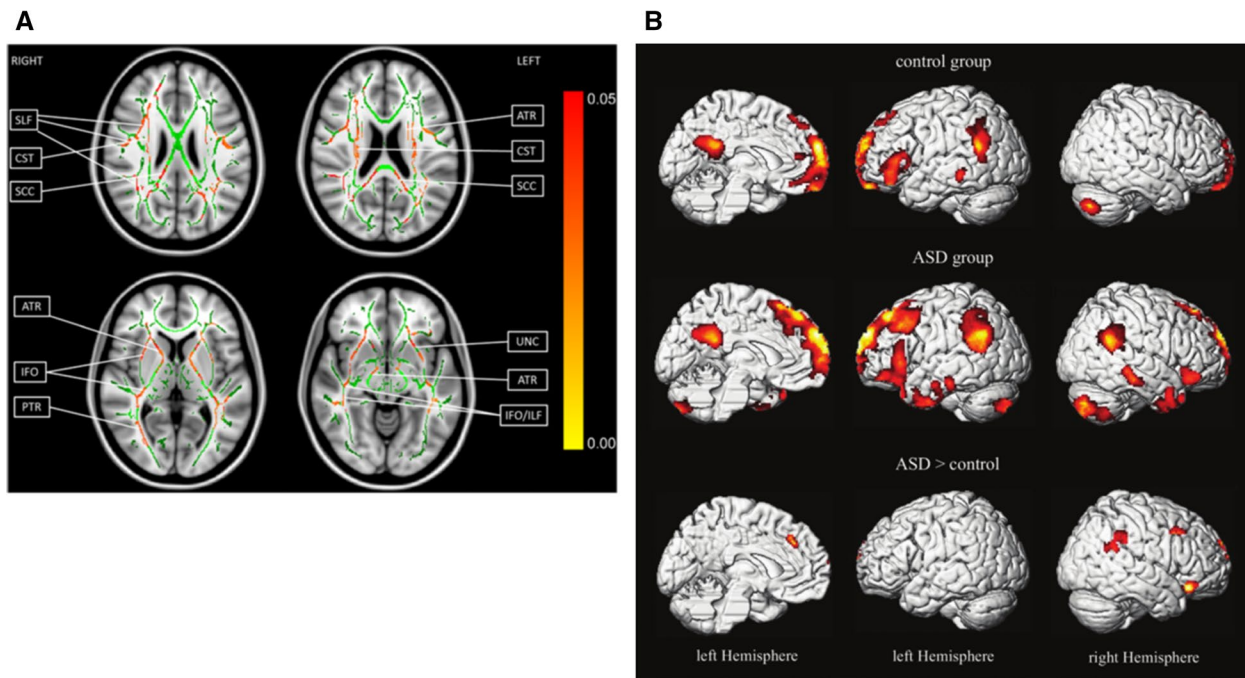 A
RIGHT
LEFT
SLF
CST
SCC
ATR
CST
SCC
0.05
ATR
IFO
PTR
UNC
ATR
IFO/ILF
0.00
B
control group
ASD group
ASD > control
left Hemisphere
left Hemisphere
right Hemisphere